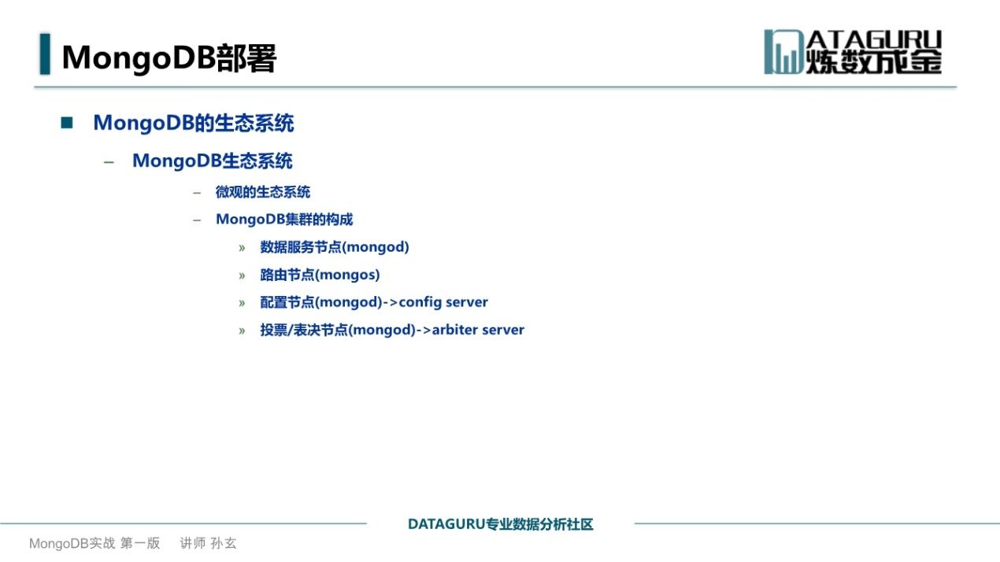 MongoDB部署
DATAGURU
炼数成金
■ MongoDB的生态系统
– MongoDB生态系统
– 微观的生态系统
– MongoDB集群的构成
» 数据服务节点(mongod)
» 路由节点(mongos)
» 配置节点(mongod)->config server
» 投票/表决节点(mongod)->arbiter server
DATAGURU专业数据分析社区
MongoDB实战 第一版 讲师 孙玄